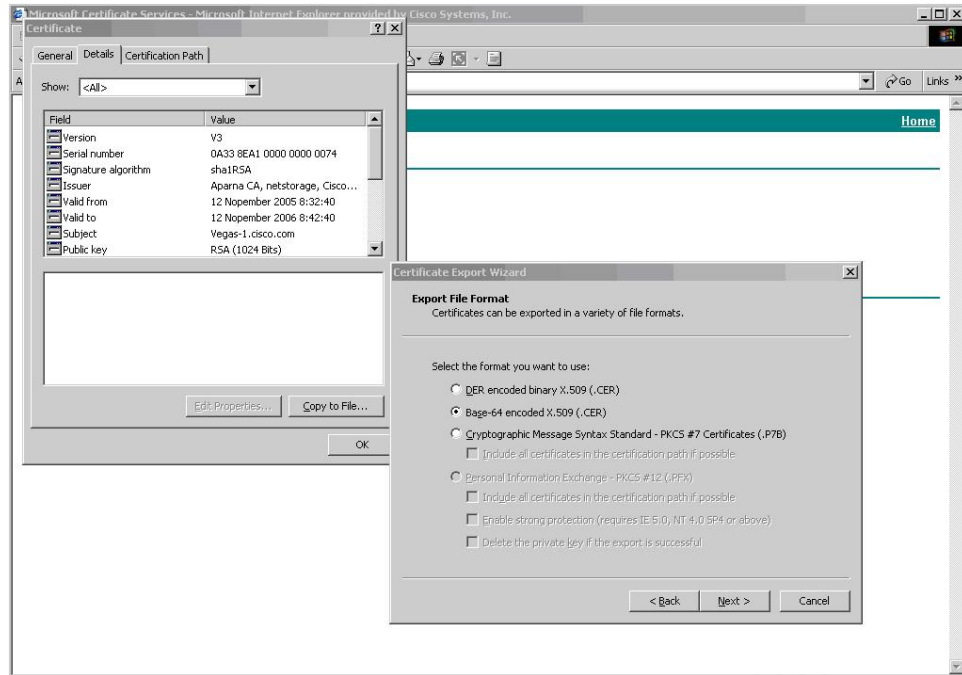 Microsoft Certificate Services - Microsoft Internet Explorer provided by Cisco Systems, Inc.
Certificate
General Details Certification Path
Show: <All>
Field Value
Version V3
Serial number 0A33 8EA1 0000 0000 0074
Signature algorithm sha1RSA
Issuer Aparna CA, netstorage, Cisco...
Valid from 12 Nopember 2005 8:32:40
Valid to 12 Nopember 2006 8:42:40
Subject Vegas-1.cisco.com
Public key RSA (1024 Bits)
Edit Properties... Copy to File...
OK
Go Links »
Home
Certificate Export Wizard
Export File Format
Certificates can be exported in a variety of file formats.
Select the format you want to use:
DER encoded binary X.509 (.CER)
Base-64 encoded X.509 (.CER)
Cryptographic Message Syntax Standard - PKCS #7 Certificates (.P7B)
Include all certificates in the certification path if possible
Personal Information Exchange - PKCS #12 (.PFX)
Include all certificates in the certification path if possible
Enable strong protection (requires IE 5.0, NT 4.0 SP4 or above)
Delete the private key if the export is successful
< Back Next > Cancel